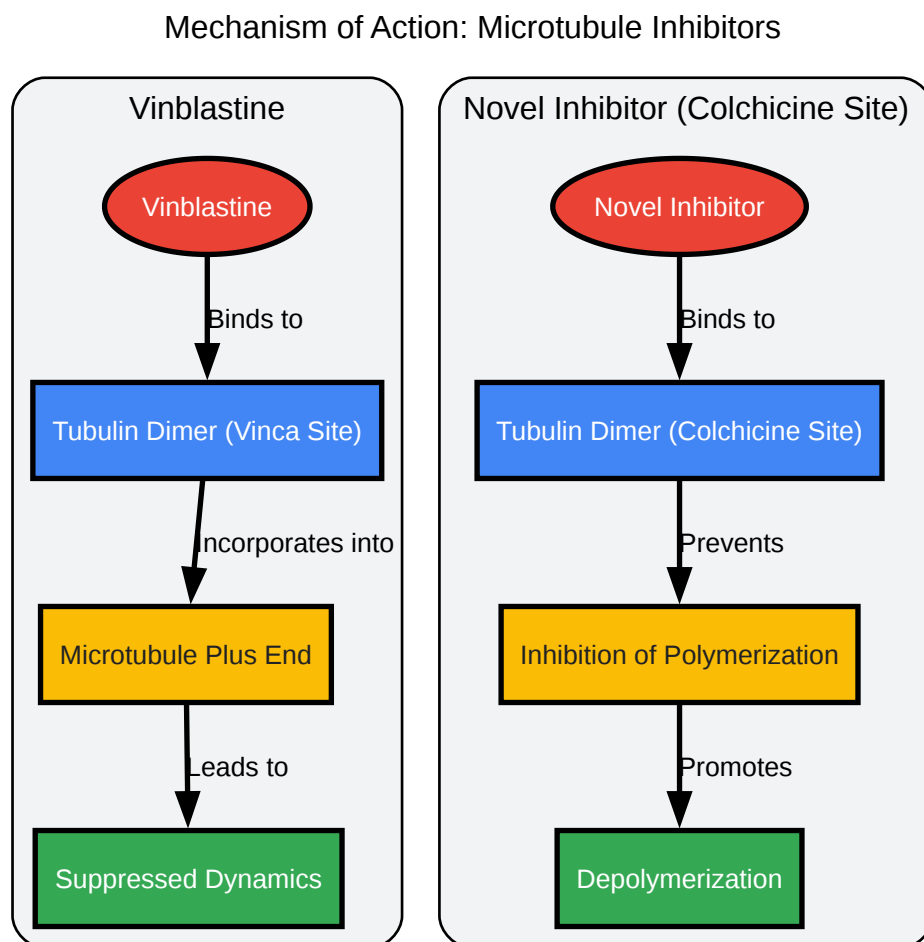 Mechanism of Action: Microtubule Inhibitors
Vinblastine
Vinblastine
Binds to
Tubulin Dimer (Vinca Site)
Incorporates into
Microtubule Plus End
Leads to
Suppressed Dynamics
Novel Inhibitor (Colchicine Site)
Novel Inhibitor
Binds to
Tubulin Dimer (Colchicine Site)
Prevents
Inhibition of Polymerization
Promotes
Depolymerization